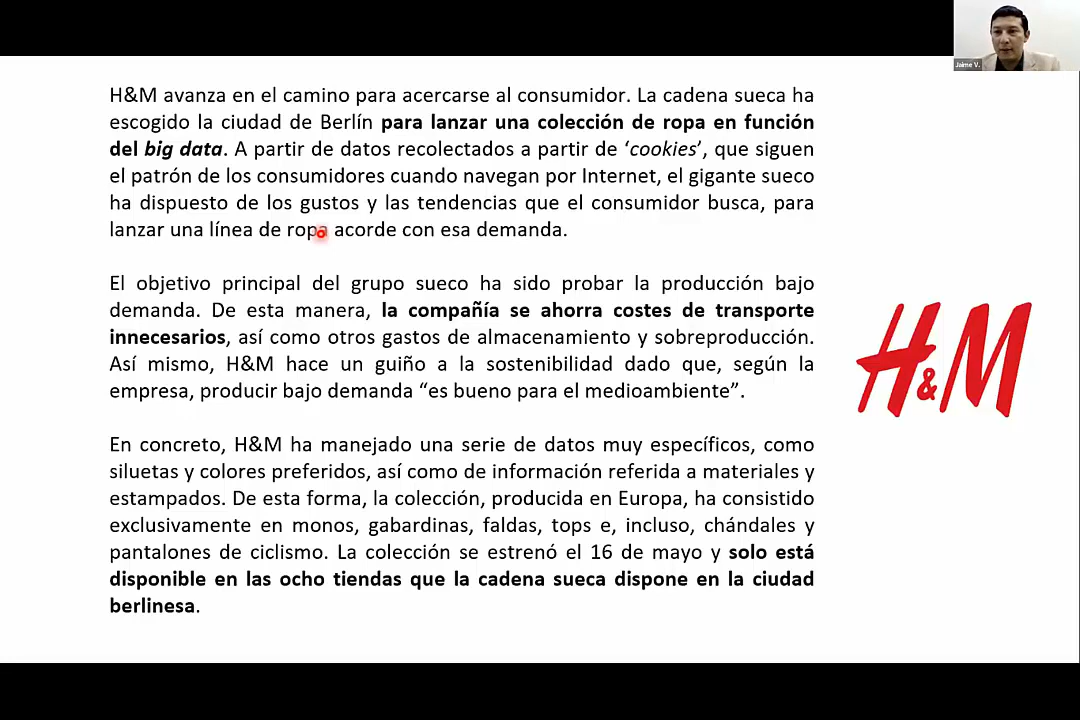 Jaime V.
H&M avanza en el camino para acercarse al consumidor. La cadena sueca ha
escogido la ciudad de Berlín para lanzar una colección de ropa en función
del big data. A partir de datos recolectados a partir de ‘cookies’, que siguen
el patrón de los consumidores cuando navegan por Internet, el gigante sueco
ha dispuesto de los gustos y las tendencias que el consumidor busca, para
lanzar una línea de ropa acorde con esa demanda.
El objetivo principal del grupo sueco ha sido probar la producción bajo
demanda. De esta manera, la compañía se ahorra costes de transporte
innecesarios, así como otros gastos de almacenamiento y sobreproducción.
Así mismo, H&M hace un guiño a la sostenibilidad dado que, según la
empresa, producir bajo demanda “es bueno para el medioambiente”.
H&M
En concreto, H&M ha manejado una serie de datos muy específicos, como
siluetas y colores preferidos, así como de información referida a materiales y
estampados. De esta forma, la colección, producida en Europa, ha consistido
exclusivamente en monos, gabardinas, faldas, tops e, incluso, chándales y
pantalones de ciclismo. La colección se estrenó el 16 de mayo y solo está
disponible en las ocho tiendas que la cadena sueca dispone en la ciudad
berlinesa.